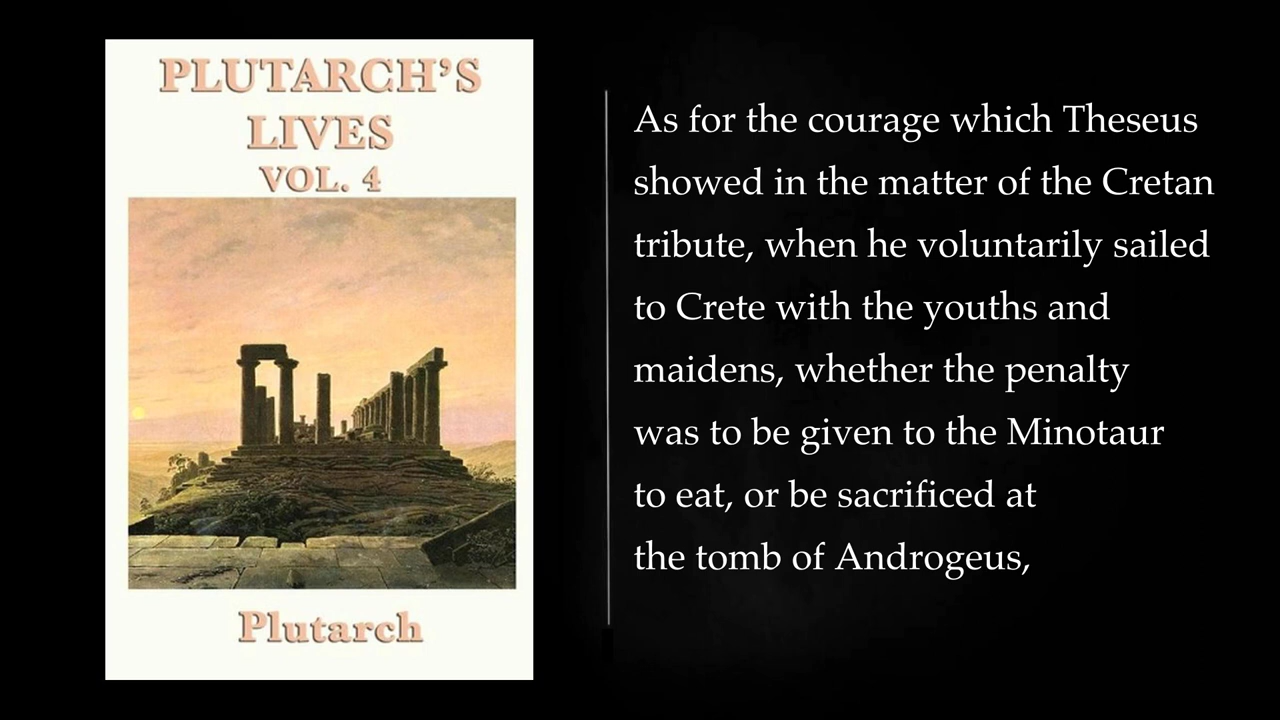 PLUTARCH'S
LIVES
VOL. 4
Plutarch
As for the courage which Theseus
showed in the matter of the Cretan
tribute, when he voluntarily sailed
to Crete with the youths and
maidens, whether the penalty
was to be given to the Minotaur
to eat, or be sacrificed at
the tomb of Androgeus,